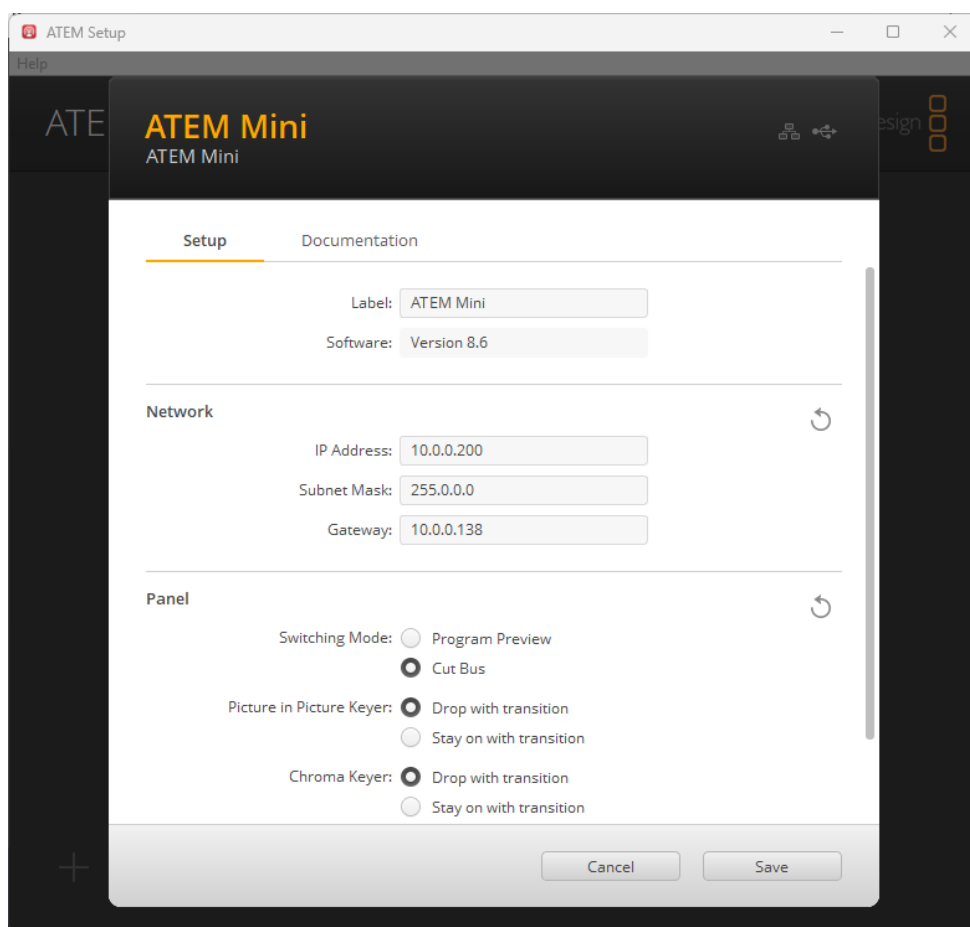 ATEM Setup
Help
ATE
ATEM Mini
ATEM Mini
esign
Setup Documentation
Label: ATEM Mini
Software: Version 8.6
Network
IP Address: 10.0.0.200
Subnet Mask: 255.0.0.0
Gateway: 10.0.0.138
Panel
Switching Mode: Program Preview
Cut Bus
Picture in Picture Keyer: Drop with transition
Stay on with transition
Chroma Keyer: Drop with transition
Stay on with transition
Cancel Save